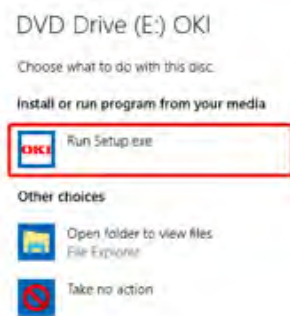 DVD Drive (E:) OKI
Choose what to do with this disc.
Install or run program from your media
OKI
Run Setup exe
Other choices
Open folder to view files
File Explorer
Take no action